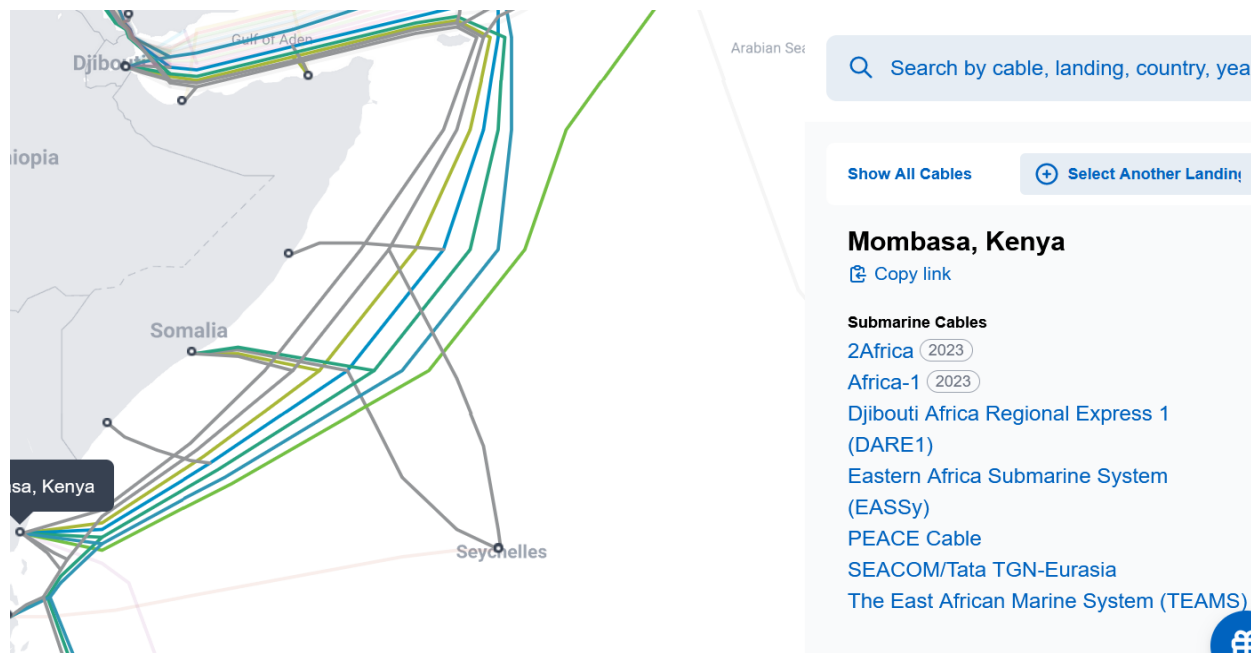 Gulf of Aden
Arabian Sea
Djibouti
iopia
Somalia
sa, Kenya
Seychelles
Search by cable, landing, country, yea
Show All Cables
Select Another Landing
Mombasa, Kenya
Copy link
Submarine Cables
2Africa 2023
Africa-1 2023
Djibouti Africa Regional Express 1
(DARE1)
Eastern Africa Submarine System
(EASSy)
PEACE Cable
SEACOM/Tata TGN-Eurasia
The East African Marine System (TEAMS)